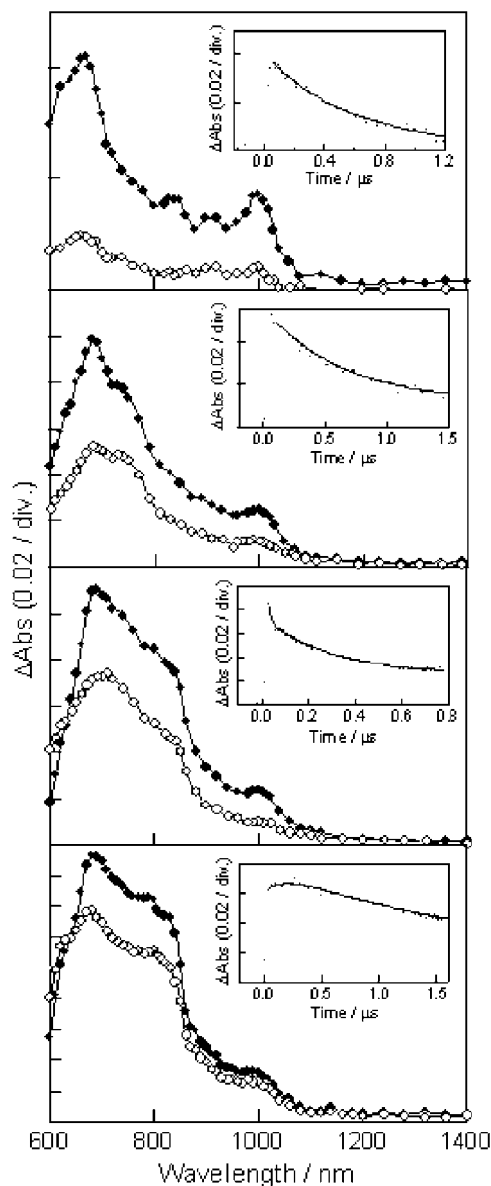 ΔAbs (0.02 / div.)
ΔAbs (0.02 / div.)
0.0 0.4 0.8 1.2
Time / μs
ΔAbs (0.02 / div.)
0.0 0.5 1.0 1.5
Time / μs
ΔAbs (0.02 / div.)
0.0 0.2 0.4 0.6 0.8
Time / μs
ΔAbs (0.02 / div.)
0.0 0.5 1.0 1.5
Time / μs
600 800 1000 1200 1400
Wavelength / nm